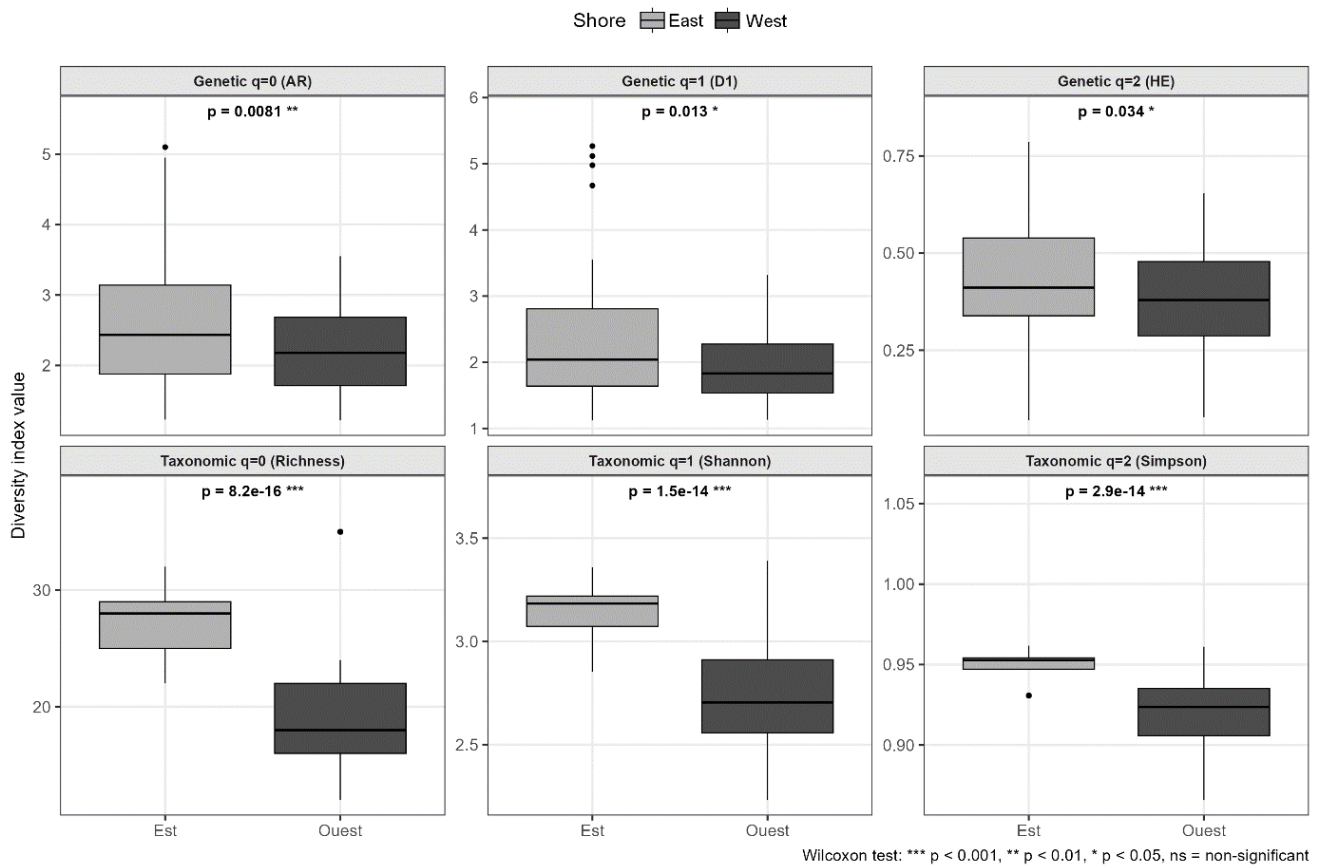 Shore East West
Genetic q=0 (AR)
Genetic q=1 (D1)
Genetic q=2 (HE)
p = 0.0081 **
p = 0.013 *
p = 0.034 *
5
4
3
2
6
5
4
3
2
1
0.75
0.50
0.25
Diversity index value
Taxonomic q=0 (Richness)
Taxonomic q=1 (Shannon)
Taxonomic q=2 (Simpson)
p = 8.2e-16 ***
p = 1.5e-14 ***
p = 2.9e-14 ***
30
20
3.5
3.0
2.5
1.05
1.00
0.95
0.90
Est Ouest
Est Ouest
Est Ouest
Wilcoxon test: *** p < 0.001, ** p < 0.01, * p < 0.05, ns = non-significant